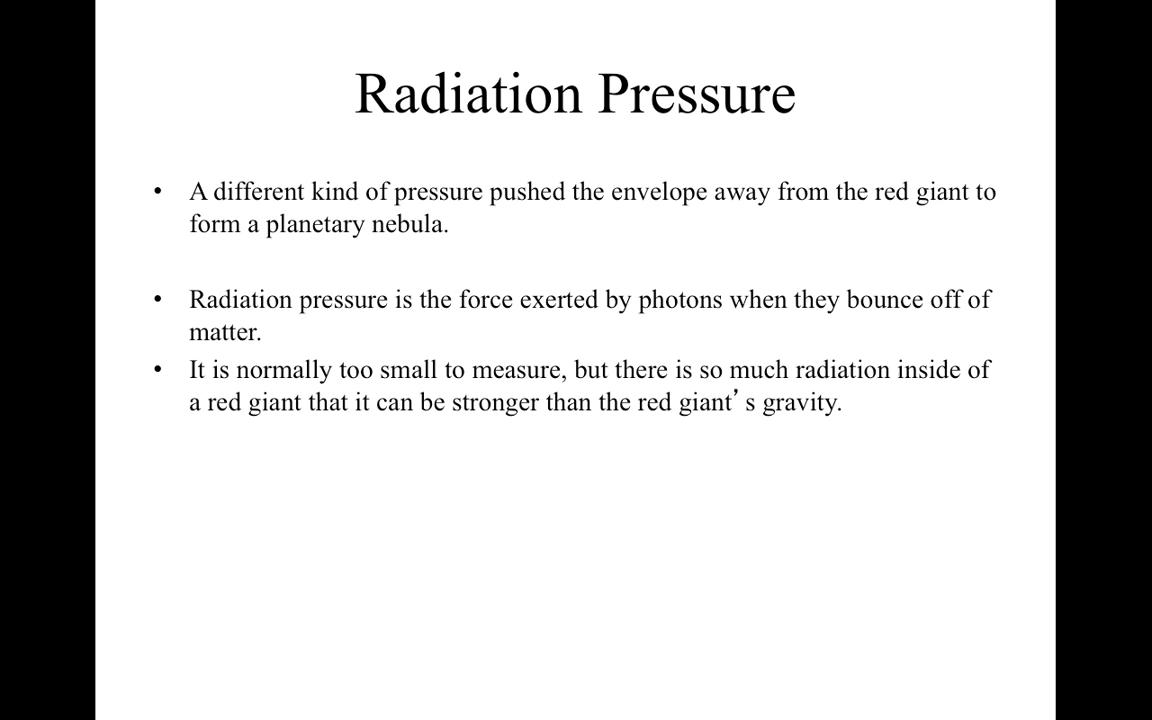 Radiation Pressure
• A different kind of pressure pushed the envelope away from the red giant to
form a planetary nebula.
• Radiation pressure is the force exerted by photons when they bounce off of
matter.
• It is normally too small to measure, but there is so much radiation inside of
a red giant that it can be stronger than the red giant’s gravity.